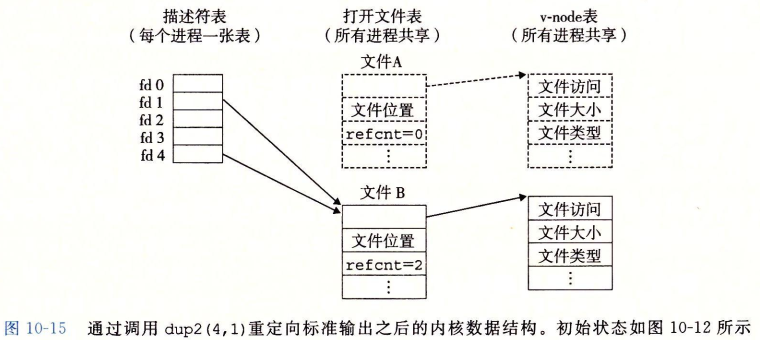 描述符表
（每个进程一张表）
打开文件表
（所有进程共享）
v-node表
（所有进程共享）
fd 0
fd 1
fd 2
fd 3
fd 4
文件A
文件位置
refcnt=0
⋮
文件访问
文件大小
文件类型
⋮
文件 B
文件位置
refcnt=2
⋮
文件访问
文件大小
文件类型
⋮
图 10-15 通过调用 dup2(4,1)重定向标准输出之后的内核数据结构。初始状态如图 10-12 所示